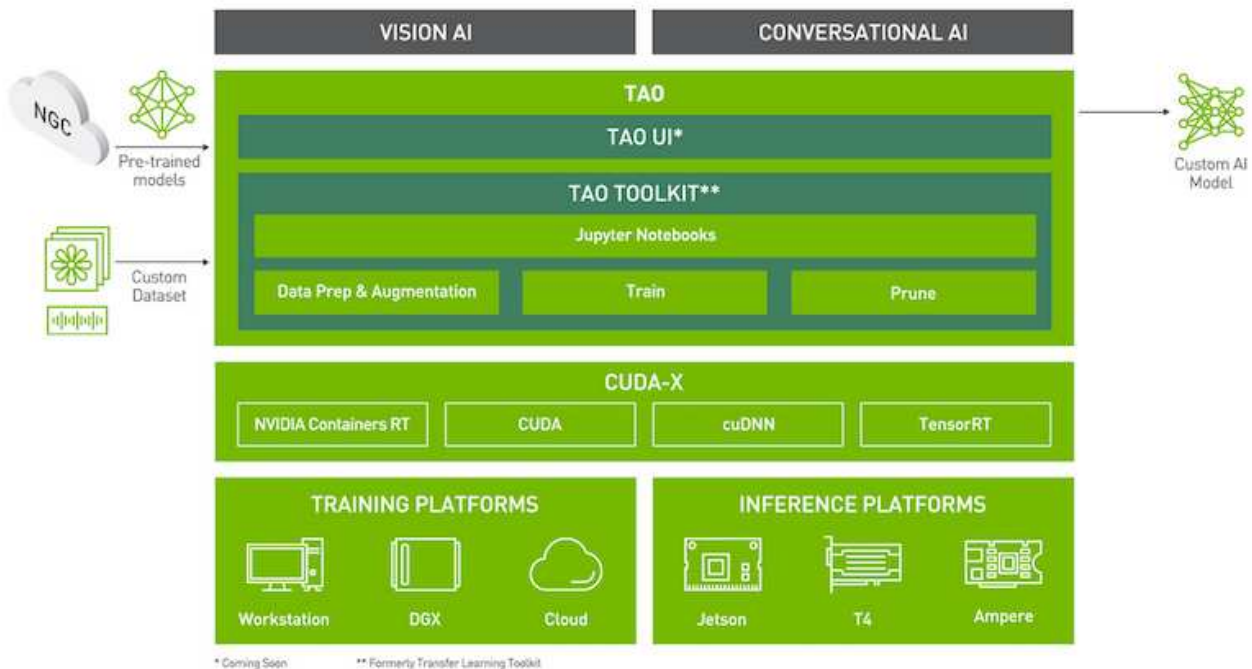 VISION AI
CONVERSATIONAL AI
NGC
Pre-trained
models
Custom
Dataset
TAO
TAO UI*
TAO TOOLKIT**
Jupyter Notebooks
Data Prep & Augmentation
Train
Prune
Custom AI
Model
CUDA-X
NVIDIA Containers RT
CUDA
cuDNN
TensorRT
TRAINING PLATFORMS
Workstation
DGX
Cloud
INFERENCE PLATFORMS
Jetson
T4
Ampere
* Coming Soon
** Formerly Transfer Learning Toolkit